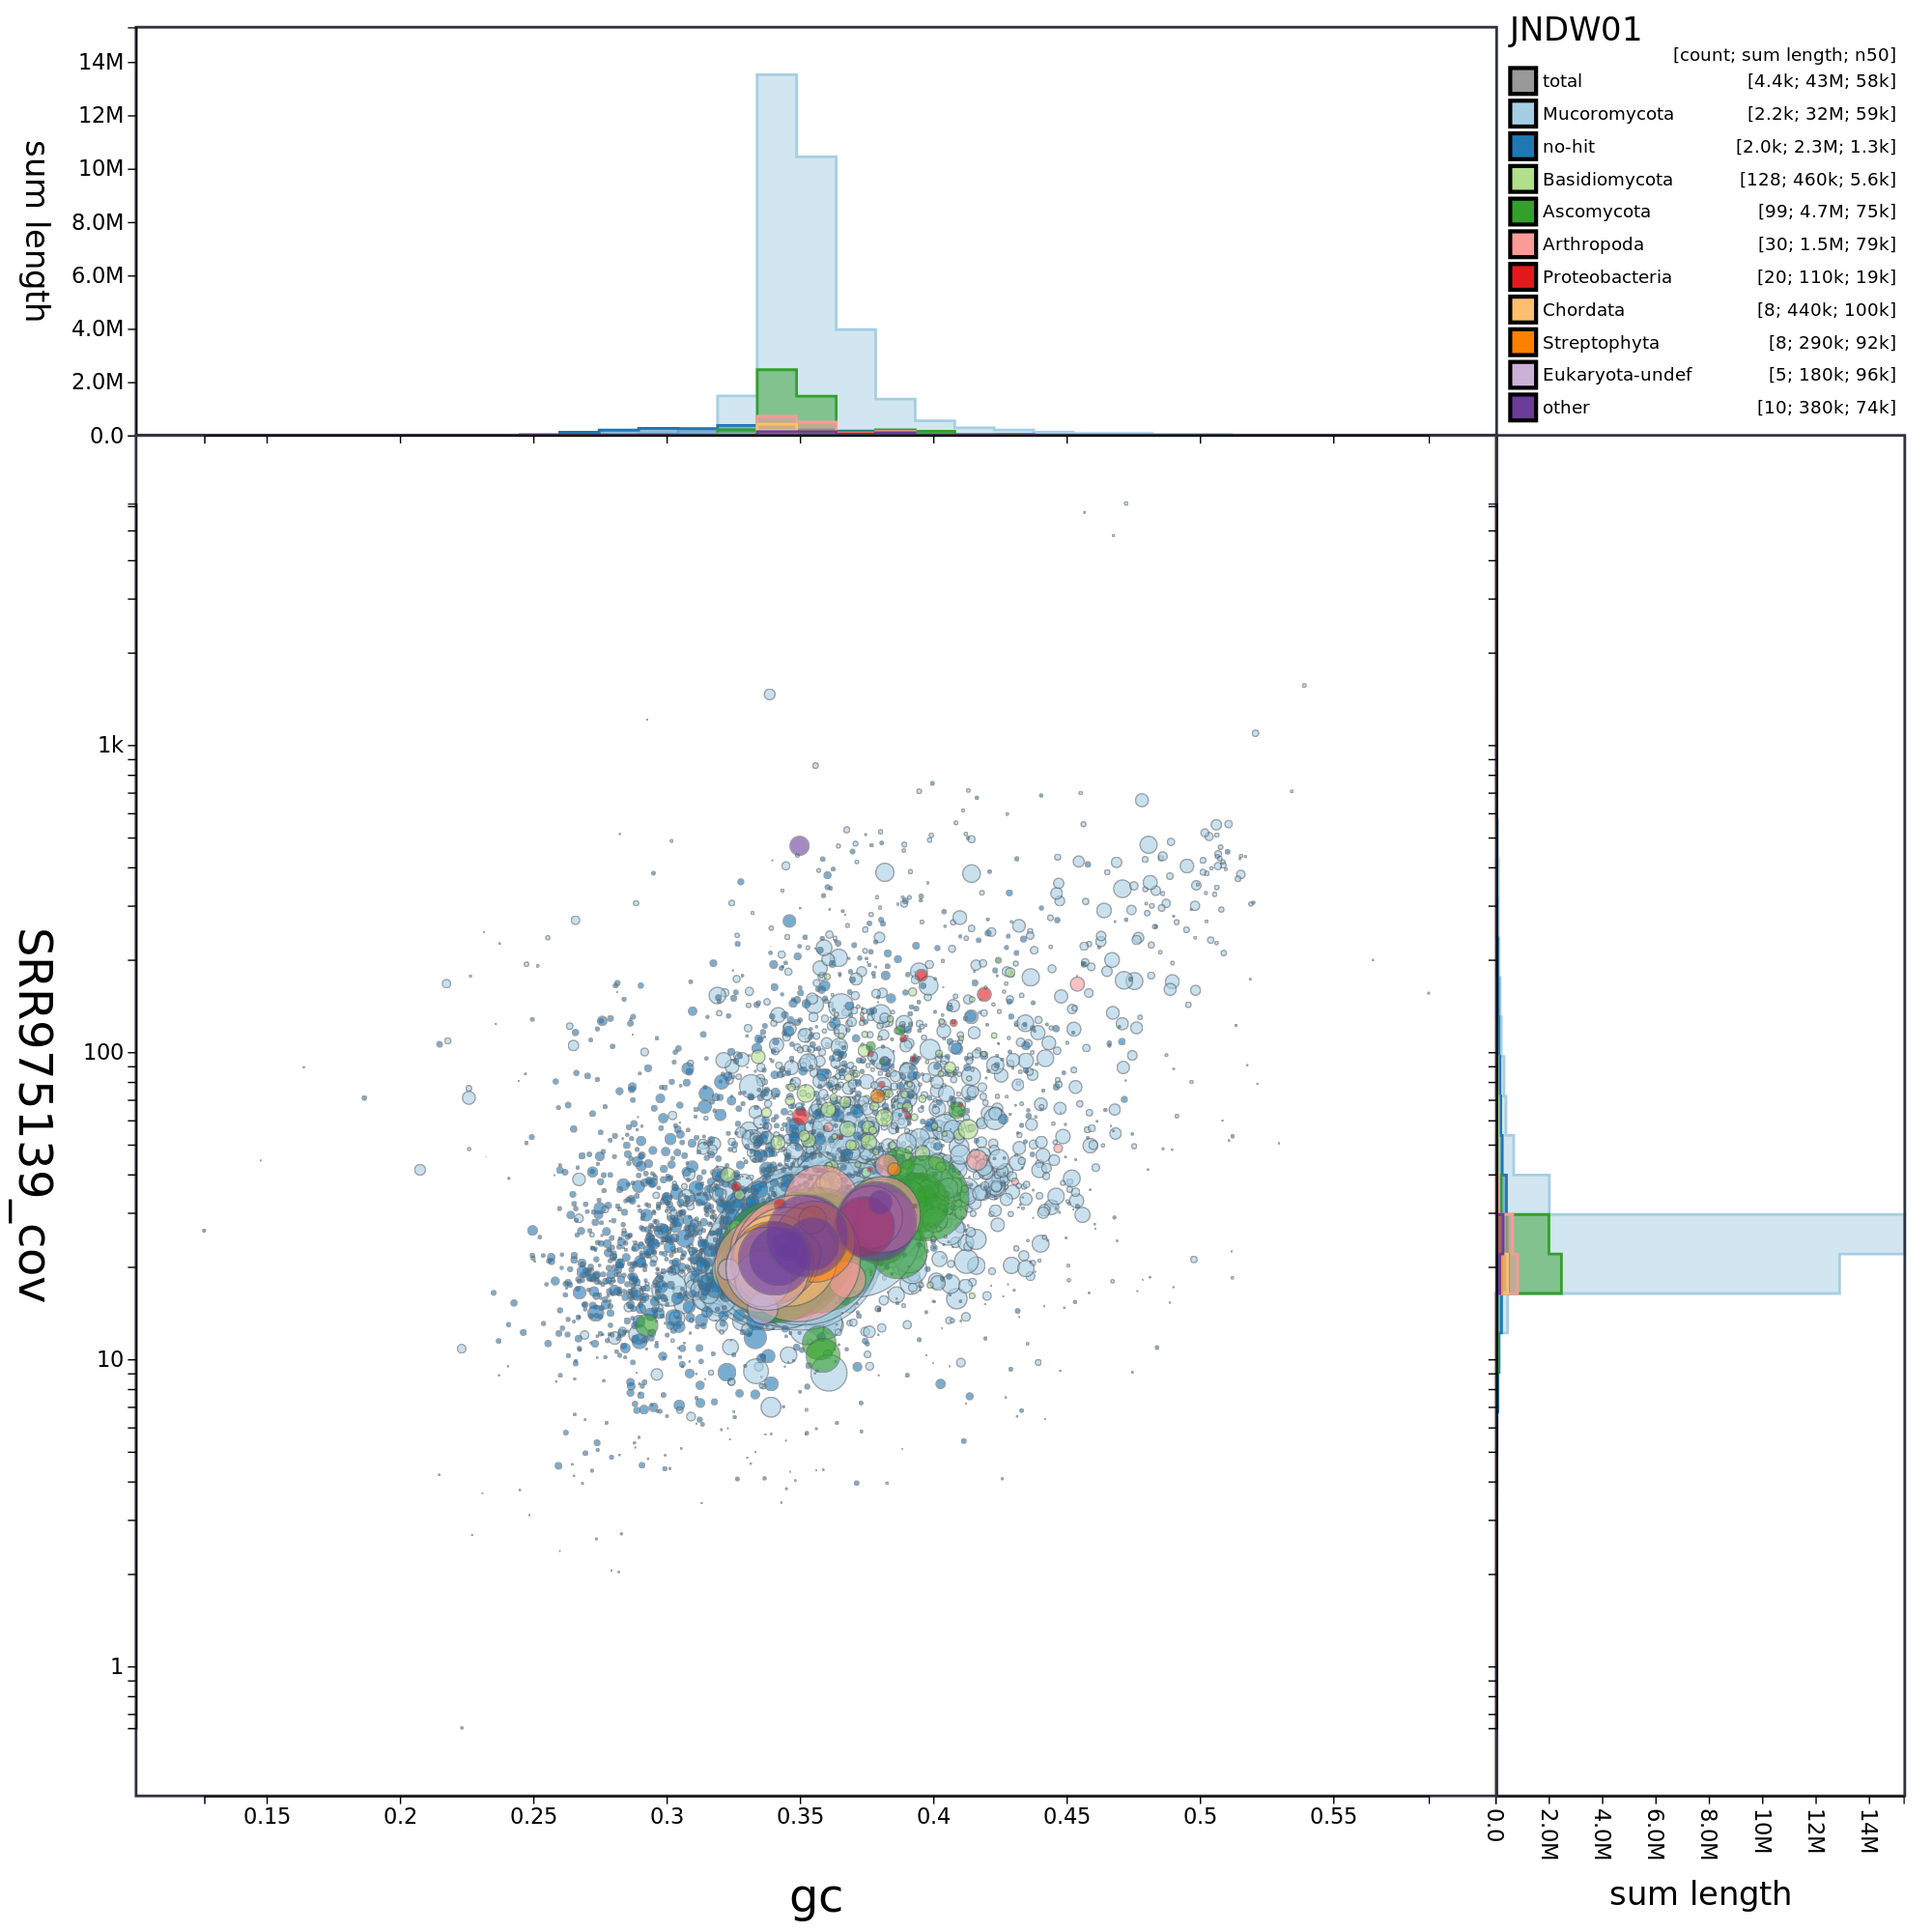 JNDW01
[count; sum length; n50]
total [4.4k; 43M; 58k]
Mucoromycota [2.2k; 32M; 59k]
no-hit [2.0k; 2.3M; 1.3k]
Basidiomycota [128; 460k; 5.6k]
Ascomycota [99; 4.7M; 75k]
Arthropoda [30; 1.5M; 79k]
Proteobacteria [20; 110k; 19k]
Chordata [8; 440k; 100k]
Streptophyta [8; 290k; 92k]
Eukaryota-undef [5; 180k; 96k]
other [10; 380k; 74k]
sum length
14M
12M
10M
8.0M
6.0M
4.0M
2.0M
0.0
SRR975139_cov
1k
100
10
1
0.15 0.2 0.25 0.3 0.35 0.4 0.45 0.5 0.55
gc
0.0 2.0M 4.0M 6.0M 8.0M 10M 12M 14M
sum length